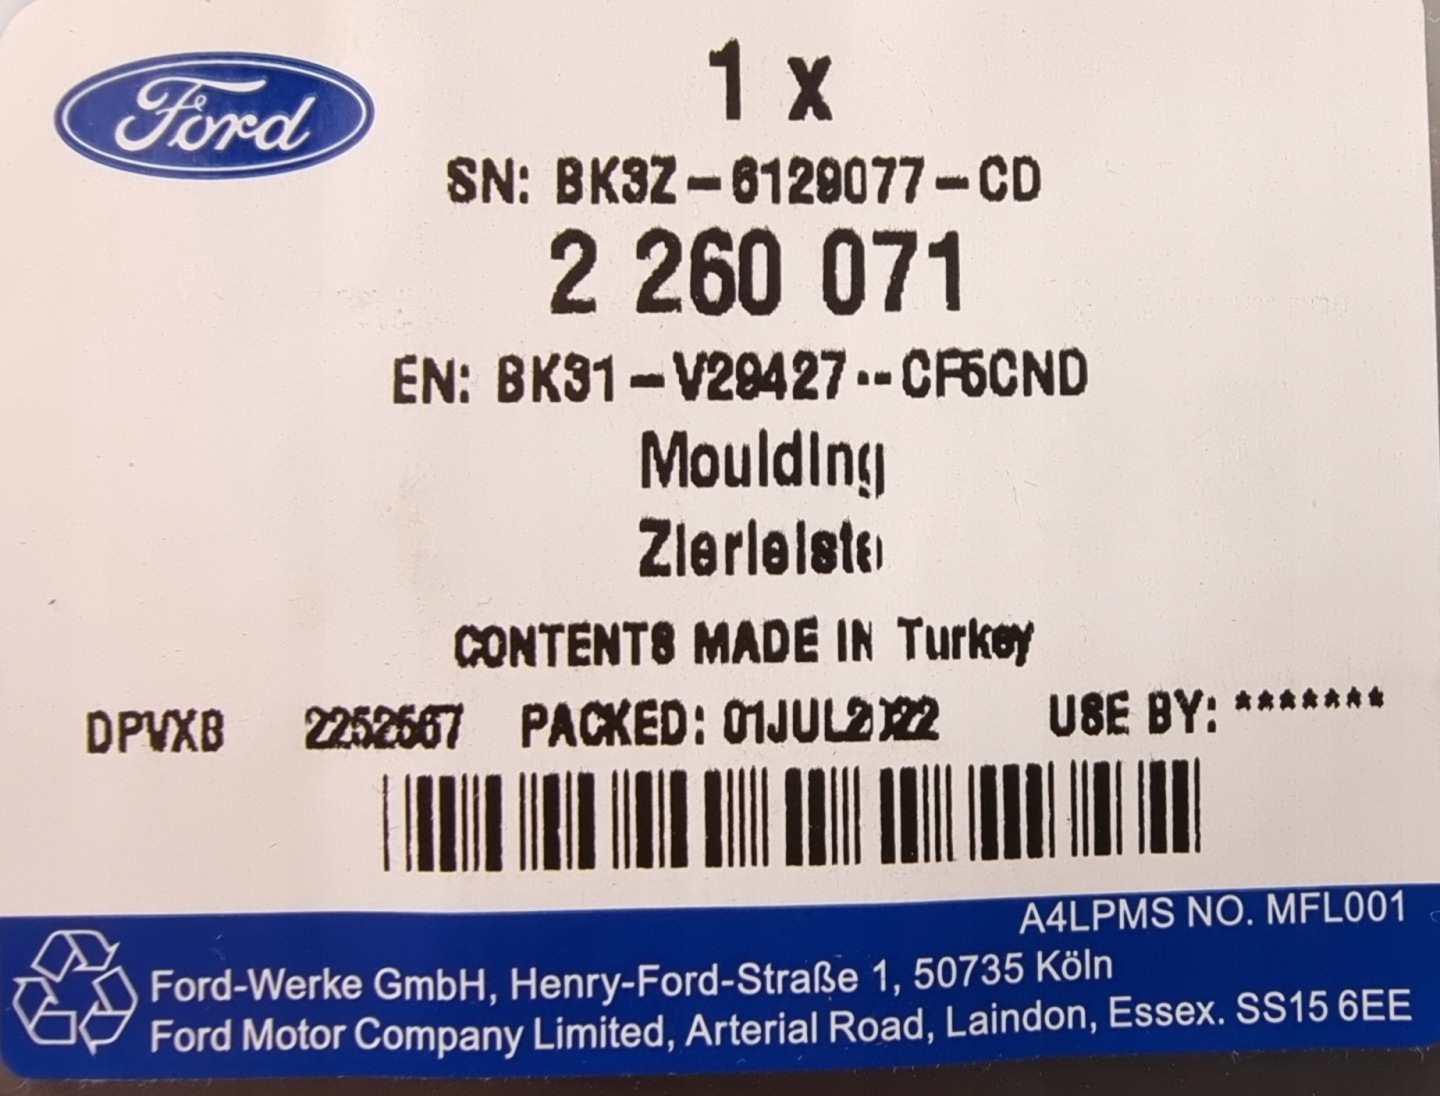 Ford
1 x
SN: BK3Z-6129077-CD
2 260 071
EN: BK31-V29427--CF5CND
Moulding
Zierleiste
CONTENTS MADE IN Turkey
DPVXB 2252567 PACKED: 01JUL2022 USE BY: *******
A4LPMS NO. MFL001
Ford-Werke GmbH, Henry-Ford-Straße 1, 50735 Köln
Ford Motor Company Limited, Arterial Road, Laindon, Essex. SS15 6EE